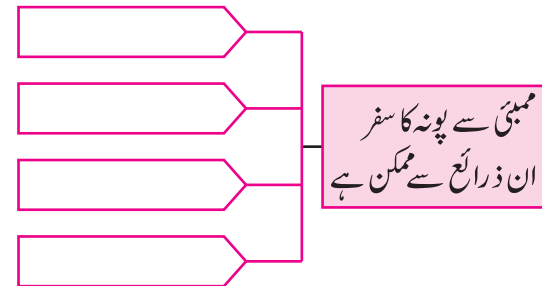 ممبئی سے پونہ کا سفر
ان ذرائع سے ممکن ہے